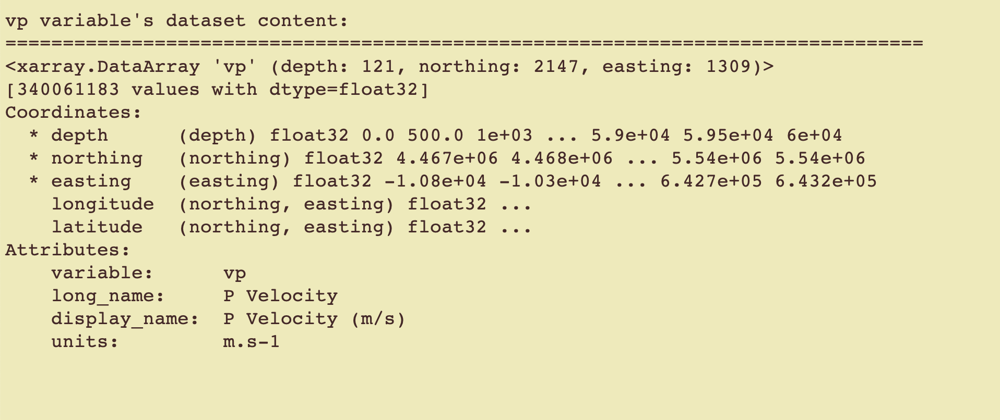 vp variable's dataset content:
================================================================================
<xarray.DataArray 'vp' (depth: 121, northing: 2147, easting: 1309)>
[340061183 values with dtype=float32]
Coordinates:
  * depth      (depth) float32 0.0 500.0 1e+03 ... 5.9e+04 5.95e+04 6e+04
  * northing   (northing) float32 4.467e+06 4.468e+06 ... 5.54e+06 5.54e+06
  * easting    (easting) float32 -1.08e+04 -1.03e+04 ... 6.427e+05 6.432e+05
    longitude  (northing, easting) float32 ...
    latitude   (northing, easting) float32 ...
Attributes:
    variable:      vp
    long_name:     P Velocity
    display_name:  P Velocity (m/s)
    units:         m.s-1